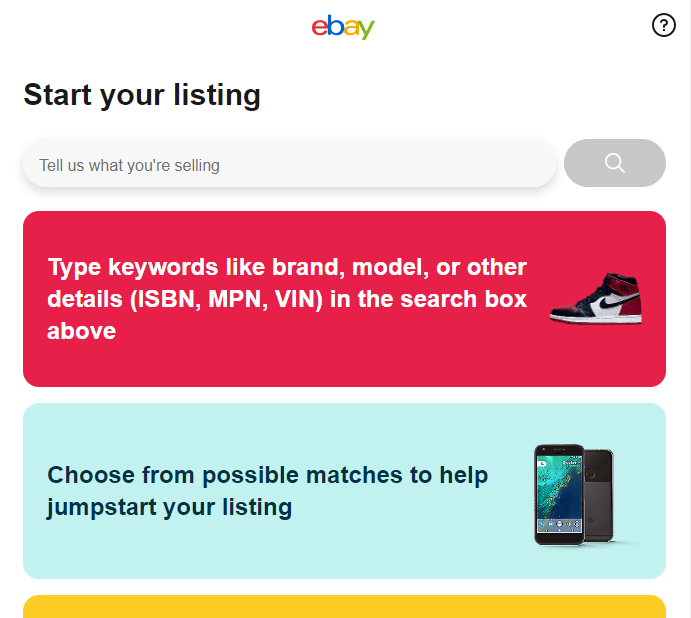 ebay
?
Start your listing
Tell us what you're selling
Type keywords like brand, model, or other
details (ISBN, MPN, VIN) in the search box
above
Choose from possible matches to help
jumpstart your listing